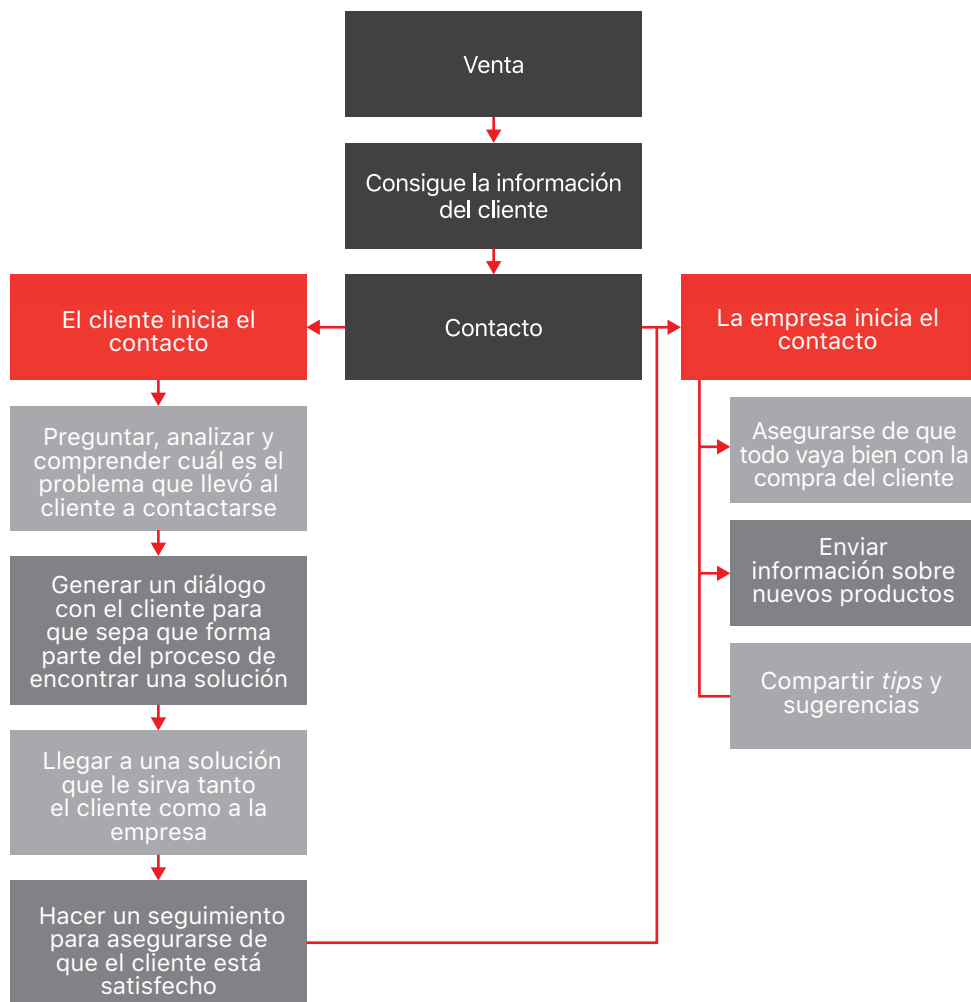 Venta
Consigue la información
del cliente
Contacto
El cliente inicia el
contacto
La empresa inicia el
contacto
Preguntar, analizar y
comprender cuál es el
problema que llevó al
cliente a contactarse
Generar un diálogo
con el cliente para
que sepa que forma
parte del proceso de
encontrar una solución
Llegar a una solución
que le sirva tanto
el cliente como a la
empresa
Hacer un seguimiento
para asegurarse de
que el cliente está
satisfecho
Asegurarse de que
todo vaya bien con la
compra del cliente
Enviar
información sobre
nuevos productos
Compartir tips y
sugerencias